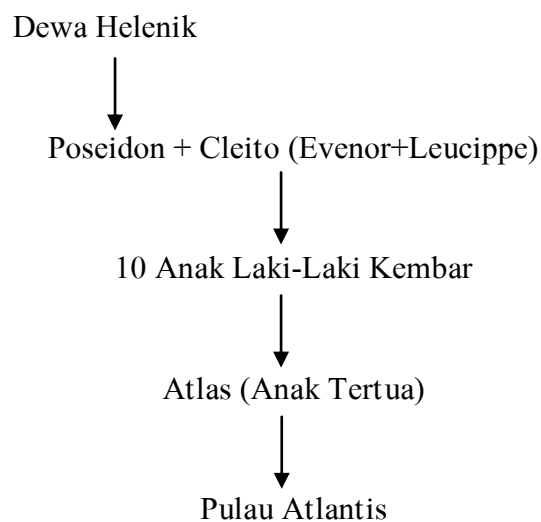 Dewa Helenik
Poseidon + Cleito (Evenor+Leucippe)
10 Anak Laki-Laki Kembar
Atlas (Anak Tertua)
Pulau Atlantis